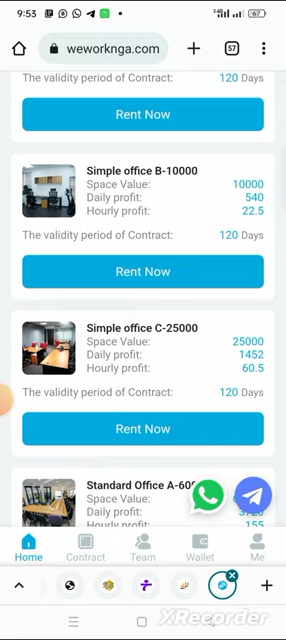 9:53
67
weworknga.com
57
The validity period of Contract: 120 Days
Rent Now
Simple office B-10000
Space Value: 10000
Daily profit: 540
Hourly profit: 22.5
The validity period of Contract: 120 Days
Rent Now
Simple office C-25000
Space Value: 25000
Daily profit: 1452
Hourly profit: 60.5
The validity period of Contract: 120 Days
Rent Now
Standard Office
Space Value:
Daily profit:
Hourly profit: 155
Home Contract Team Wallet Me
XRecorder